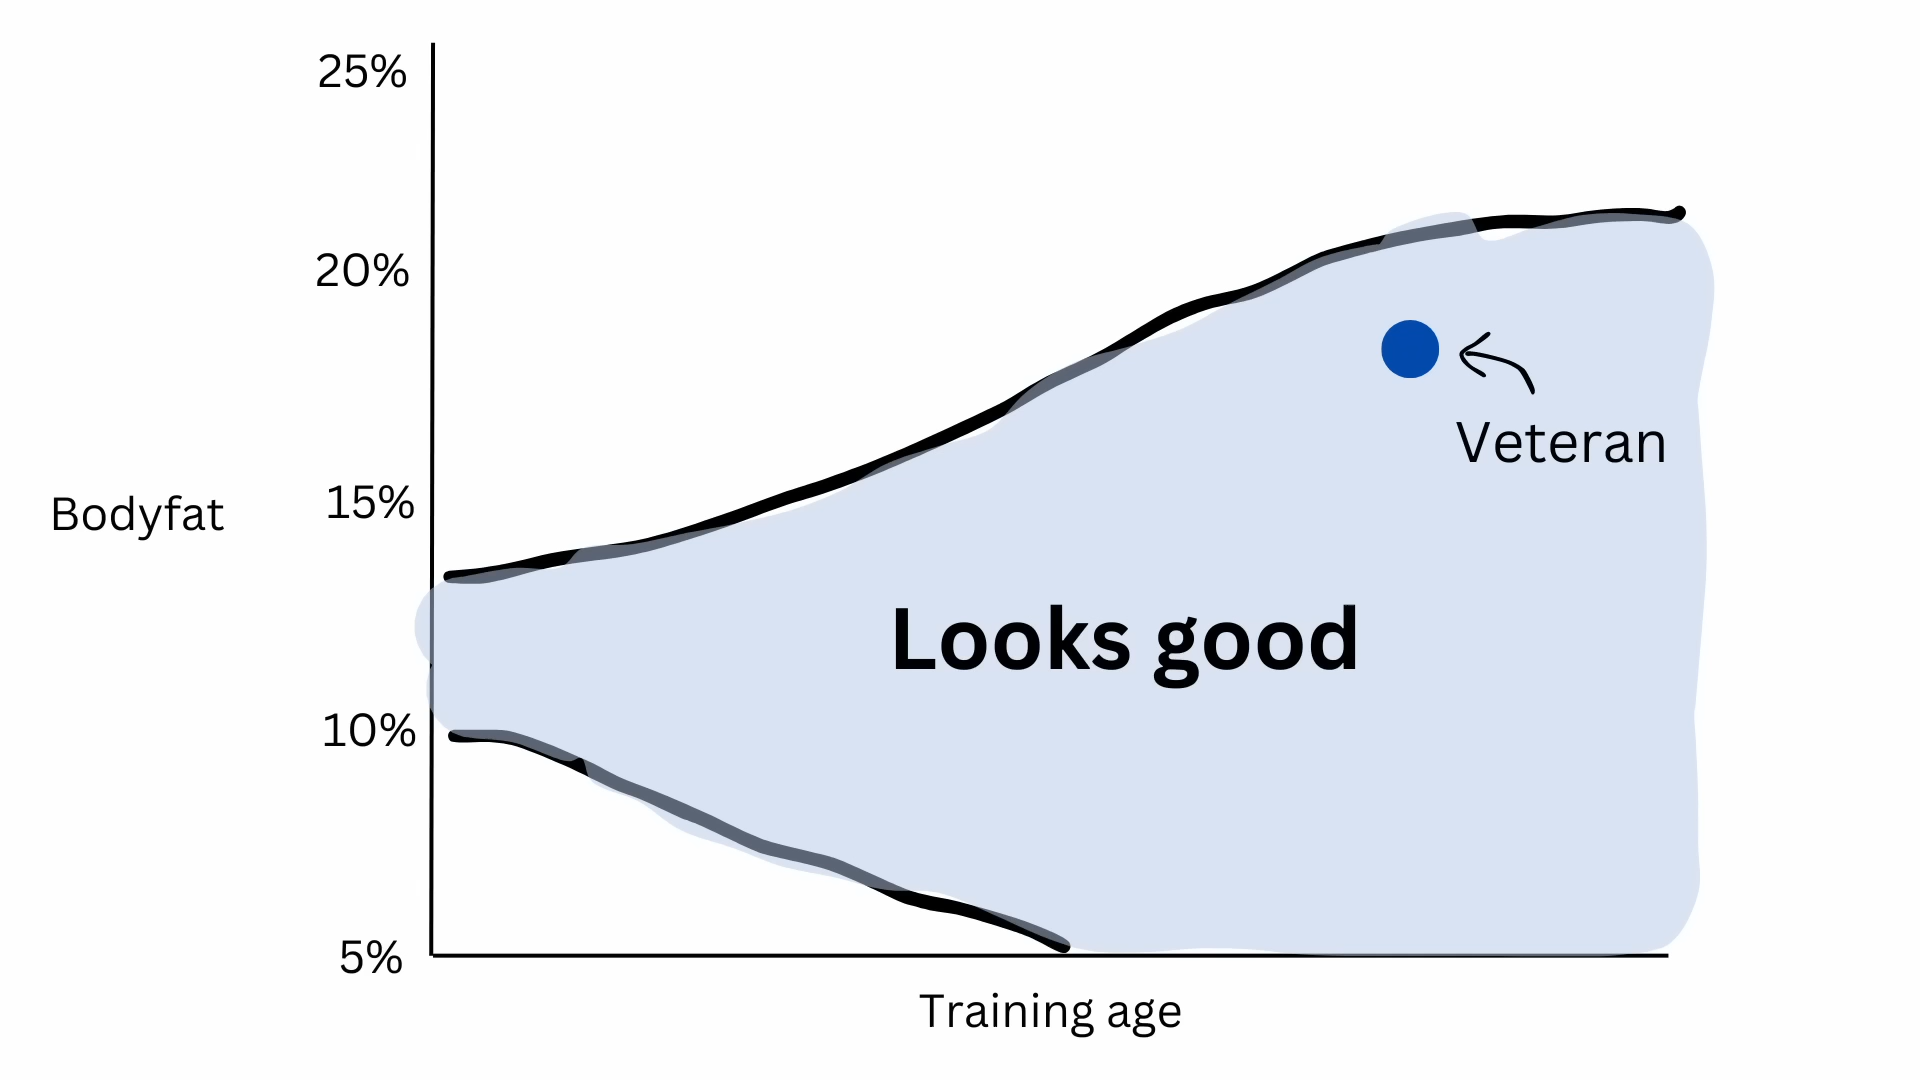 25%
20%
15%
10%
5%
Bodyfat
Looks good
Veteran
Training age